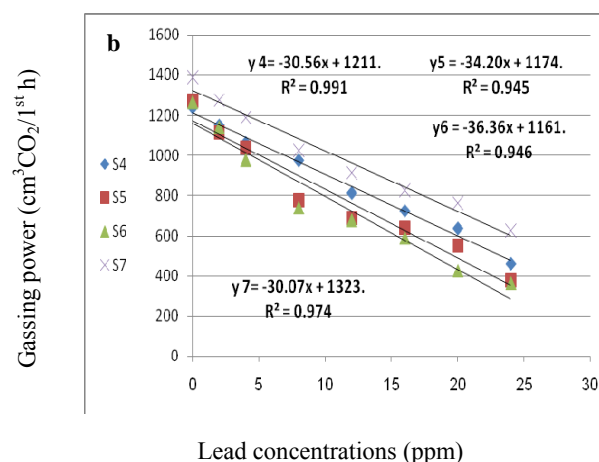 b
1600
1400
1200
1000
800
600
400
200
0
0 5 10 15 20 25 30
y 4= -30.56x + 1211.
R² = 0.991
y5= -34.20x + 1174.
R² = 0.945
y6= -36.36x + 1161.
R² = 0.946
y 7= -30.07x + 1323.
R² = 0.974
S4
S5
S6
S7
Gassing power (cm³CO₂/1ˢᵗ h)
Lead concentrations (ppm)